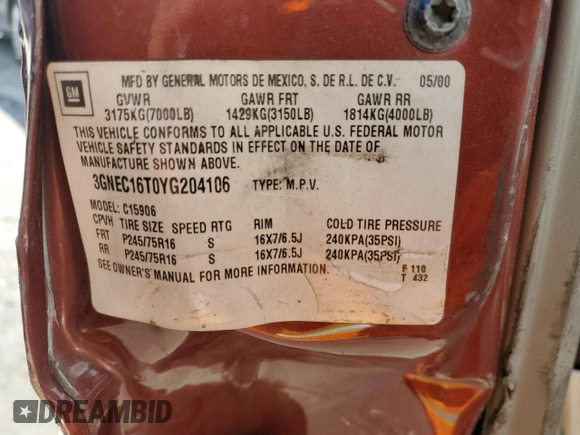 GM
MFD BY GENERAL MOTORS DE MEXICO, S. DE R.L. DE C.V. 05/00
GVWR GAWR FRT GAWR RR
3175KG(7000LB) 1429KG(3150LB) 1814KG(4000LB)
THIS VEHICLE CONFORMS TO ALL APPLICABLE U.S. FEDERAL MOTOR
VEHICLE SAFETY STANDARDS IN EFFECT ON THE DATE OF
MANUFACTURE SHOWN ABOVE.
3GNEC16T0YG204106 TYPE: M.P.V.
MODEL: C15906
CPVH TIRE SIZE SPEED RTG RIM COLD TIRE PRESSURE
FRT P245/75R16 S 16X7/6.5J 240KPA(35PSI)
RR P245/75R16 S 16X7/6.5J 240KPA(35PSI)
SEE OWNER'S MANUAL FOR MORE INFORMATION. F 110
T 432
DREAMBID